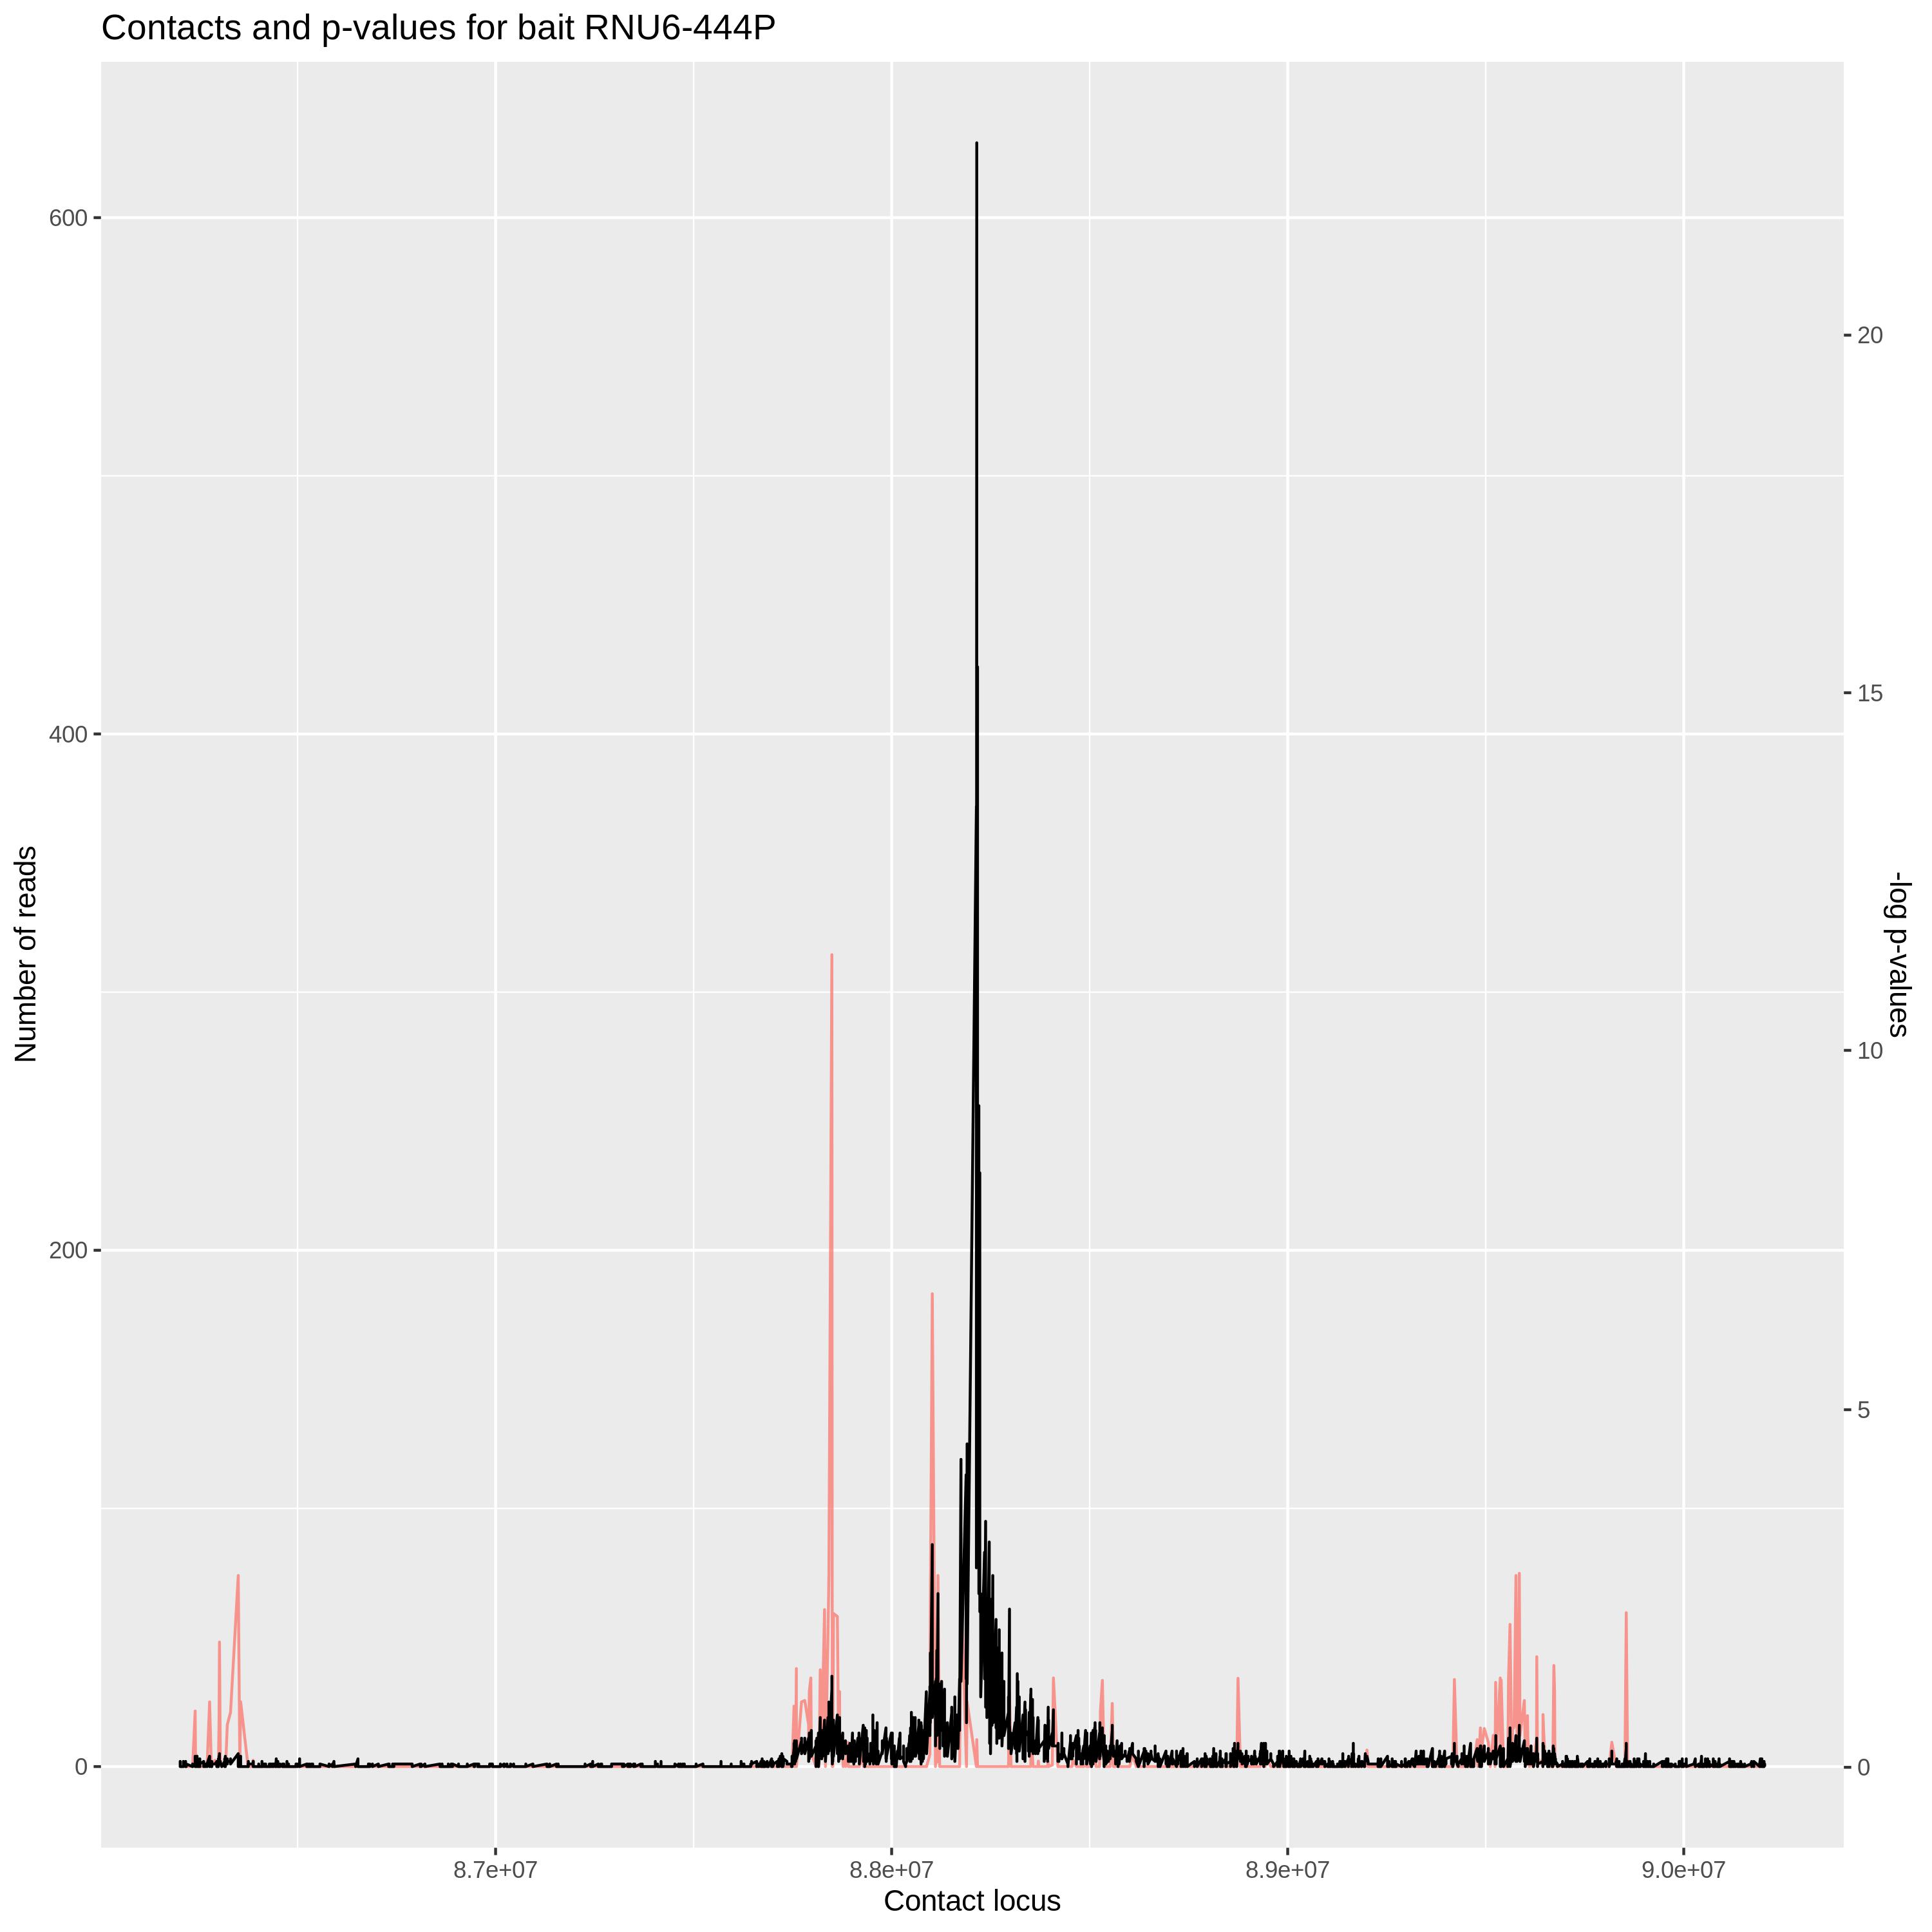 Contacts and p-values for bait RNU6-444P
600
400
200
0
20
15
10
5
0
Number of reads
-log p-values
8.7e+07
8.8e+07
8.9e+07
9.0e+07
Contact locus